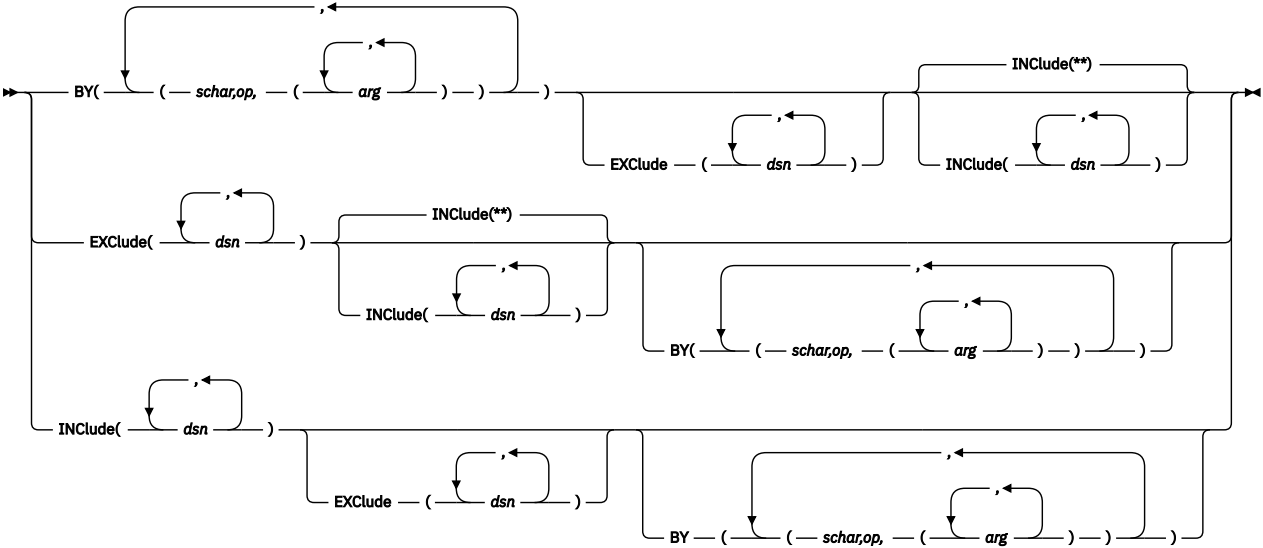 ,
,
INClude(**)
BY( ( schar,op, ( arg ) ) )
, ,
EXClude ( dsn ) INClude( dsn )
,
INClude(**)
EXClude( dsn )
, ,
INClude( dsn )
,
BY( ( schar,op, ( arg ) ) )
,
INClude( dsn )
, ,
EXClude ( dsn )
,
BY ( ( schar,op, ( arg ) ) )